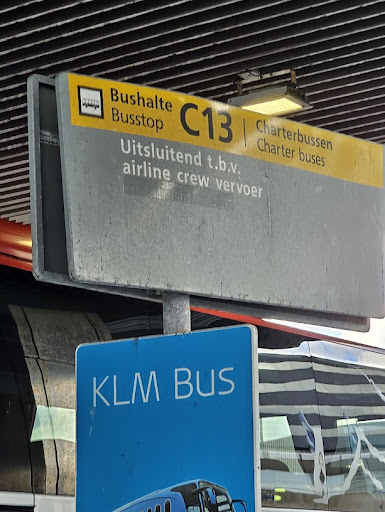 Bushalte
Busstop
C13
Charterbussen
Charter buses
Uitsluitend t.b.v.
airline crew vervoer
KLM BUS